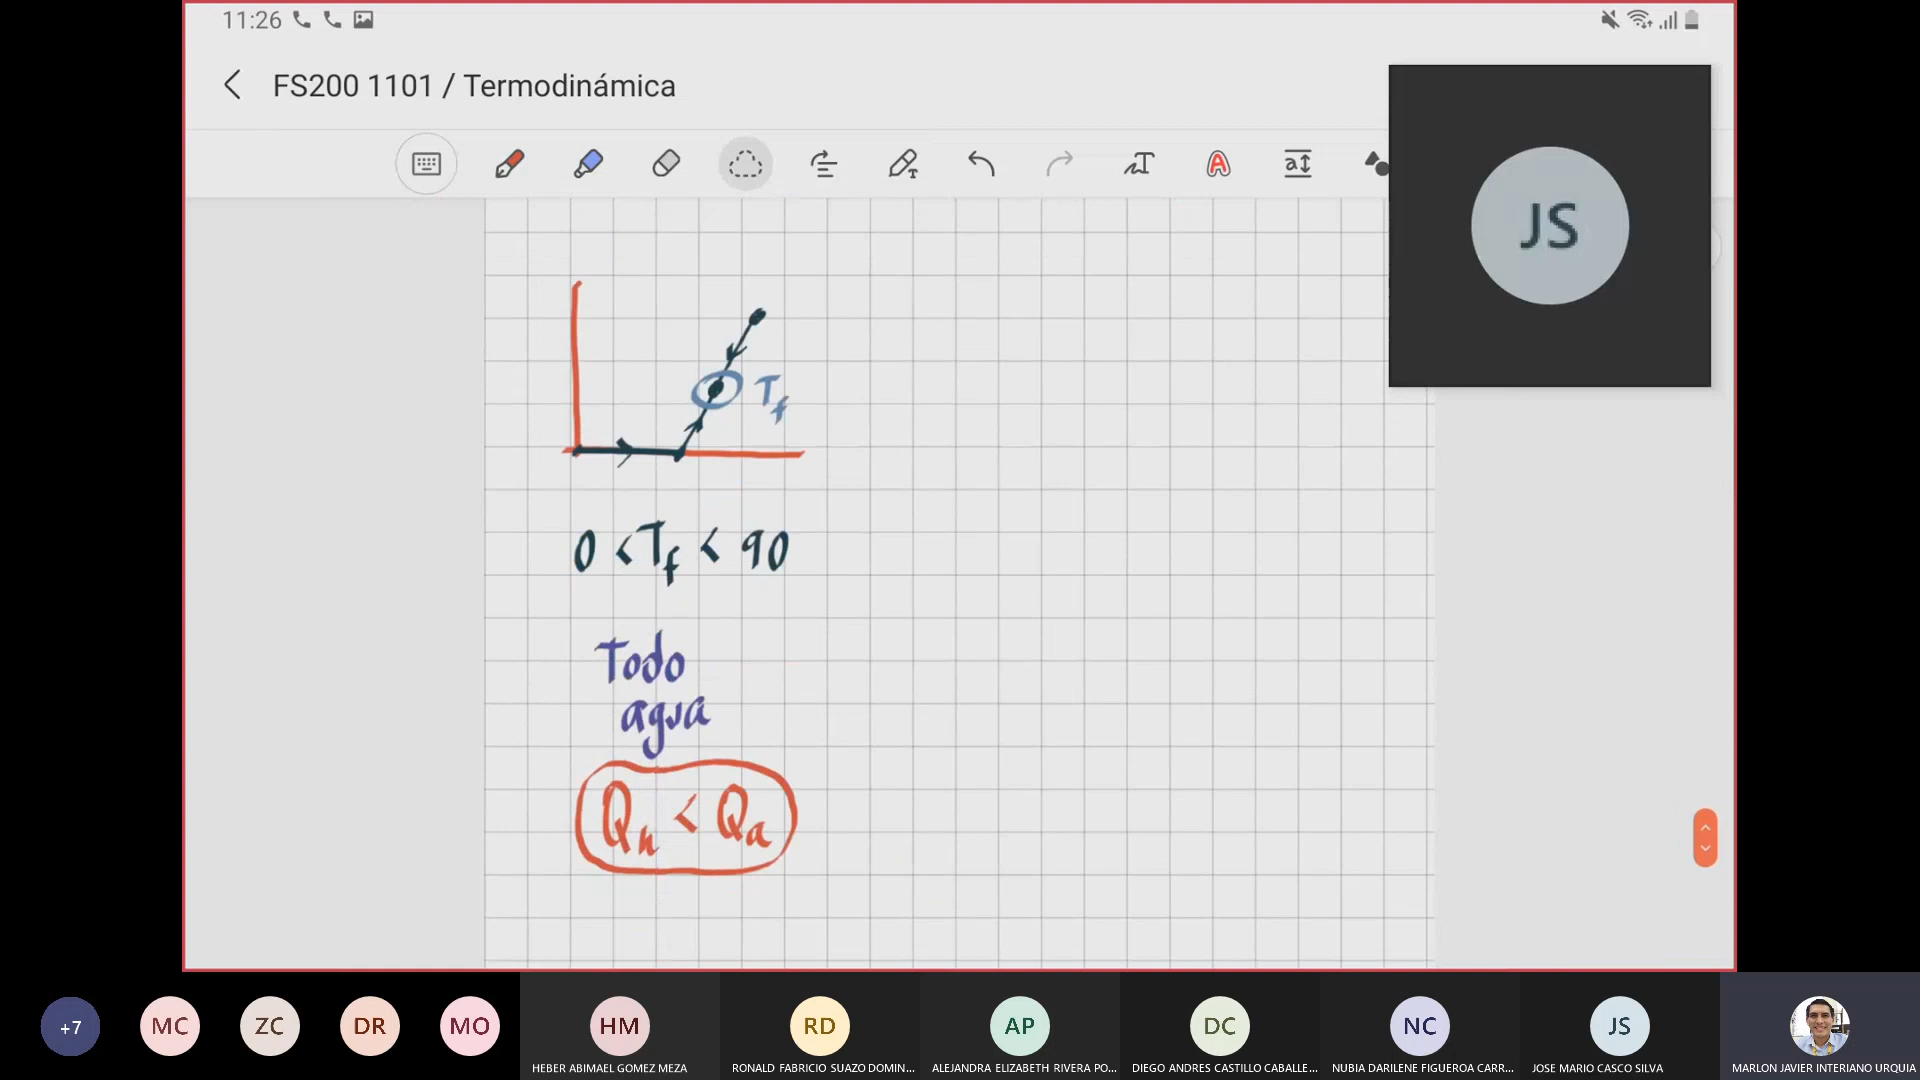 11:26
FS200 1101 / Termodinámica
JS
T_f
0 < T_f < 90
Todo
agua
Q_h < Q_a
+7
MC
ZC
DR
MO
HM
HEBER ABIMAEL GOMEZ MEZA
RD
RONALD FABRICIO SUAZO DOMIN...
AP
ALEJANDRA ELIZABETH RIVERA PO...
DC
DIEGO ANDRES CASTILLO CABALLE...
NC
NUBIA DARILENE FIGUEROA CARR...
JS
JOSE MARIO CASCO SILVA
MARLON JAVIER INTERIANO URQUIA